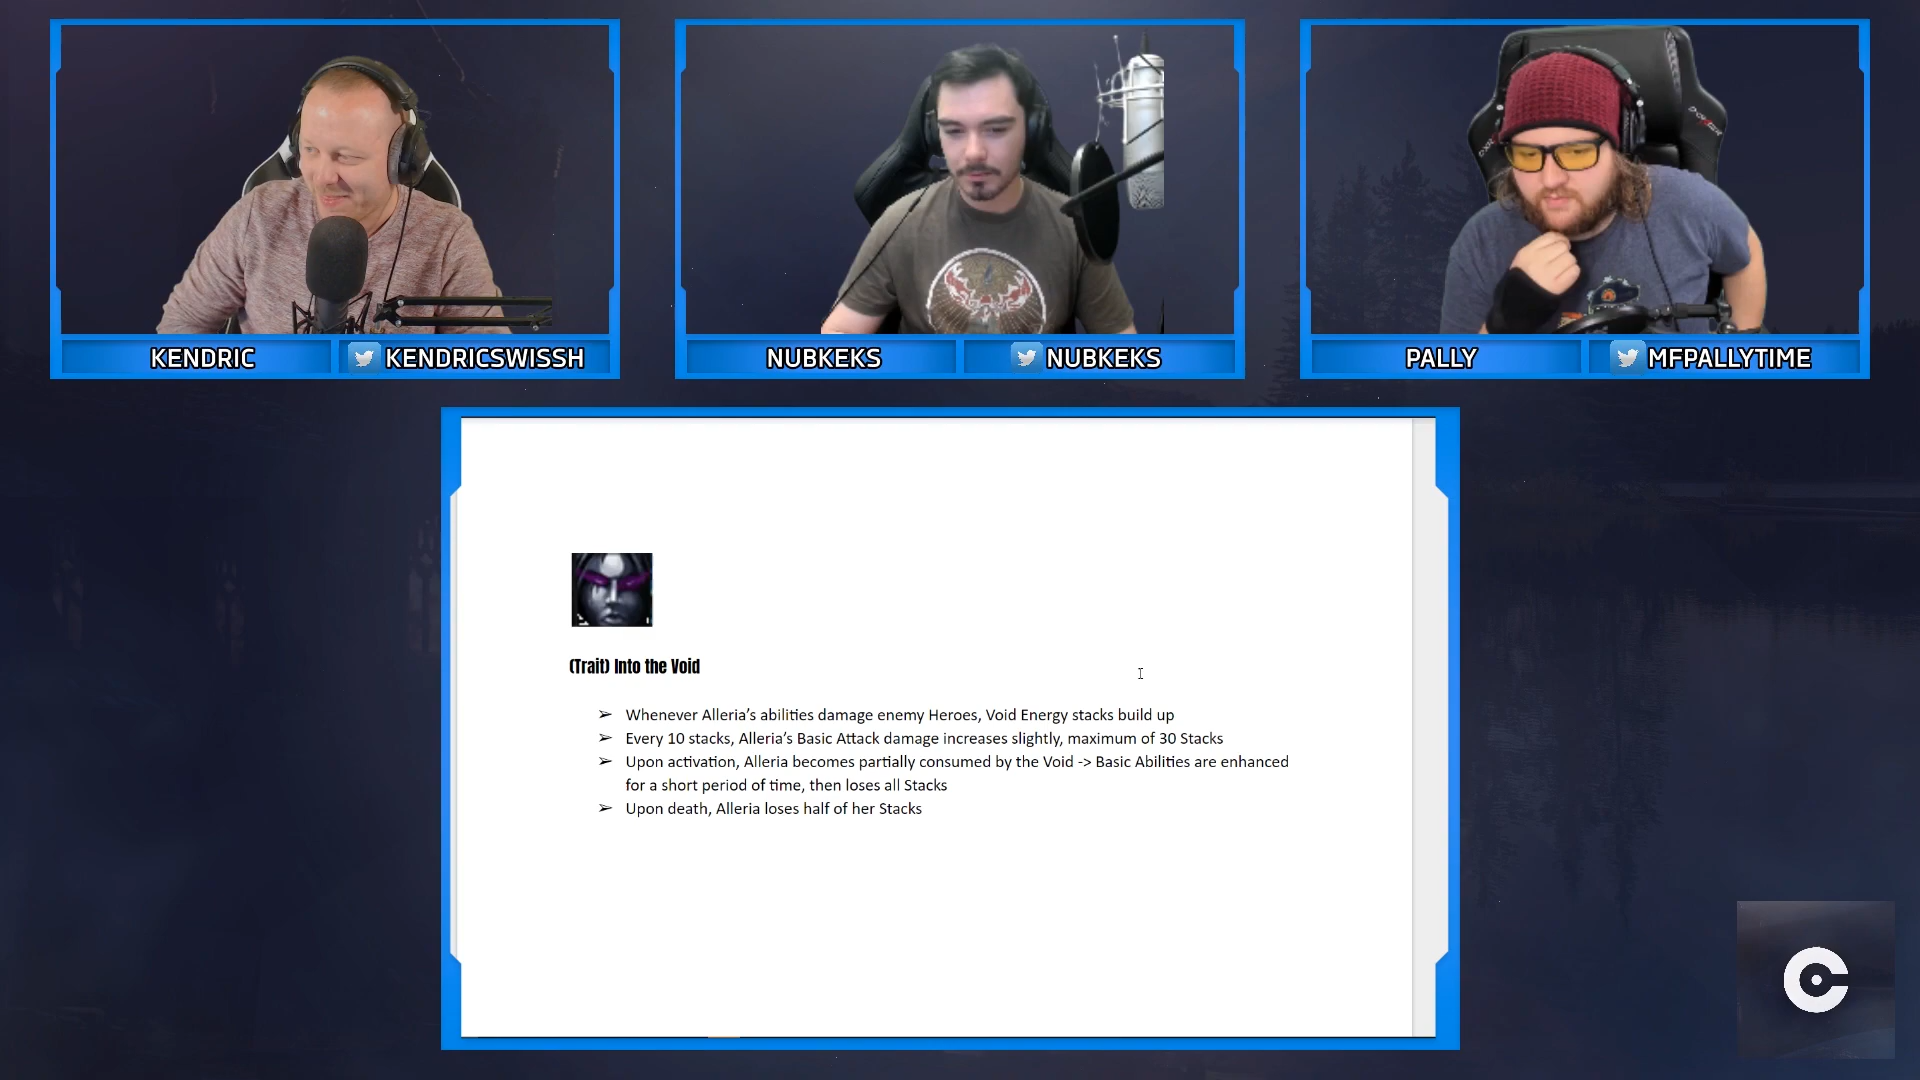 KENDRIC
KENDRICSWISSH
NUBKEKS
NUBKEKS
PALLY
MFPALLYTIME
(Trait) Into the Void
➢ Whenever Alleria’s abilities damage enemy Heroes, Void Energy stacks build up
➢ Every 10 stacks, Alleria’s Basic Attack damage increases slightly, maximum of 30 Stacks
➢ Upon activation, Alleria becomes partially consumed by the Void -> Basic Abilities are enhanced
for a short period of time, then loses all Stacks
➢ Upon death, Alleria loses half of her Stacks